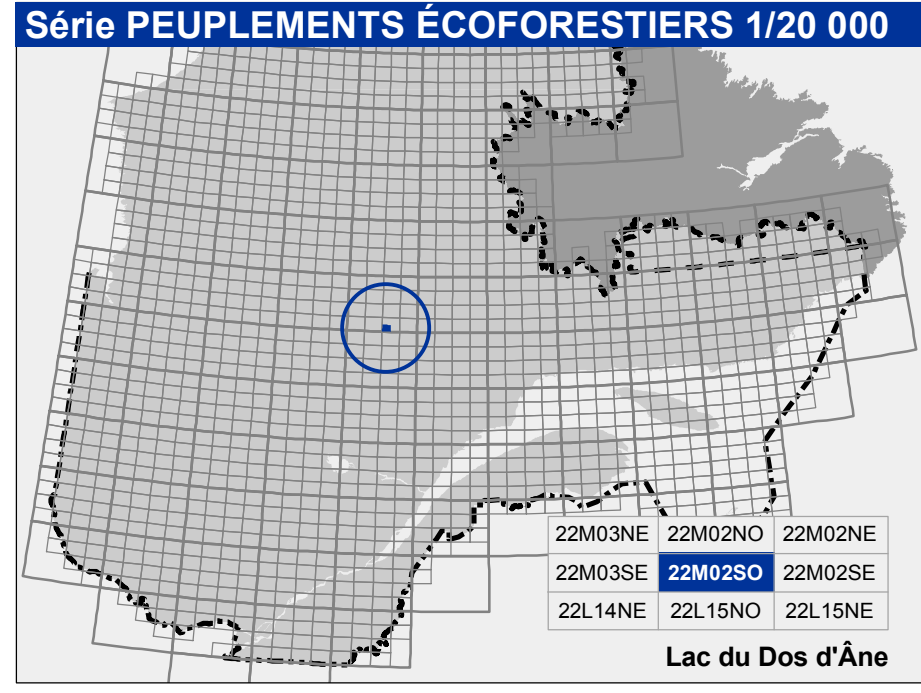 Série PEUPLEMENTS ÉCOFORESTIERS 1/20 000
22M03NE 22M02NO 22M02NE
22M03SE 22M02SO 22M02SE
22L14NE 22L15NO 22L15NE
Lac du Dos d'Âne